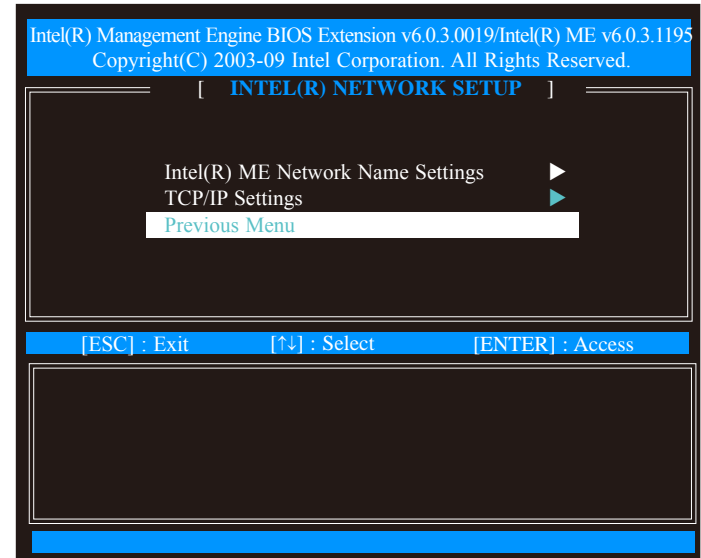 Intel(R) Management Engine BIOS Extension v6.0.3.0019/Intel(R) ME v6.0.3.1195
Copyright(C) 2003-09 Intel Corporation. All Rights Reserved.
[ INTEL(R) NETWORK SETUP ]
Intel(R) ME Network Name Settings ▶
TCP/IP Settings ▶
Previous Menu
[ESC] : Exit [↑↓] : Select [ENTER] : Access